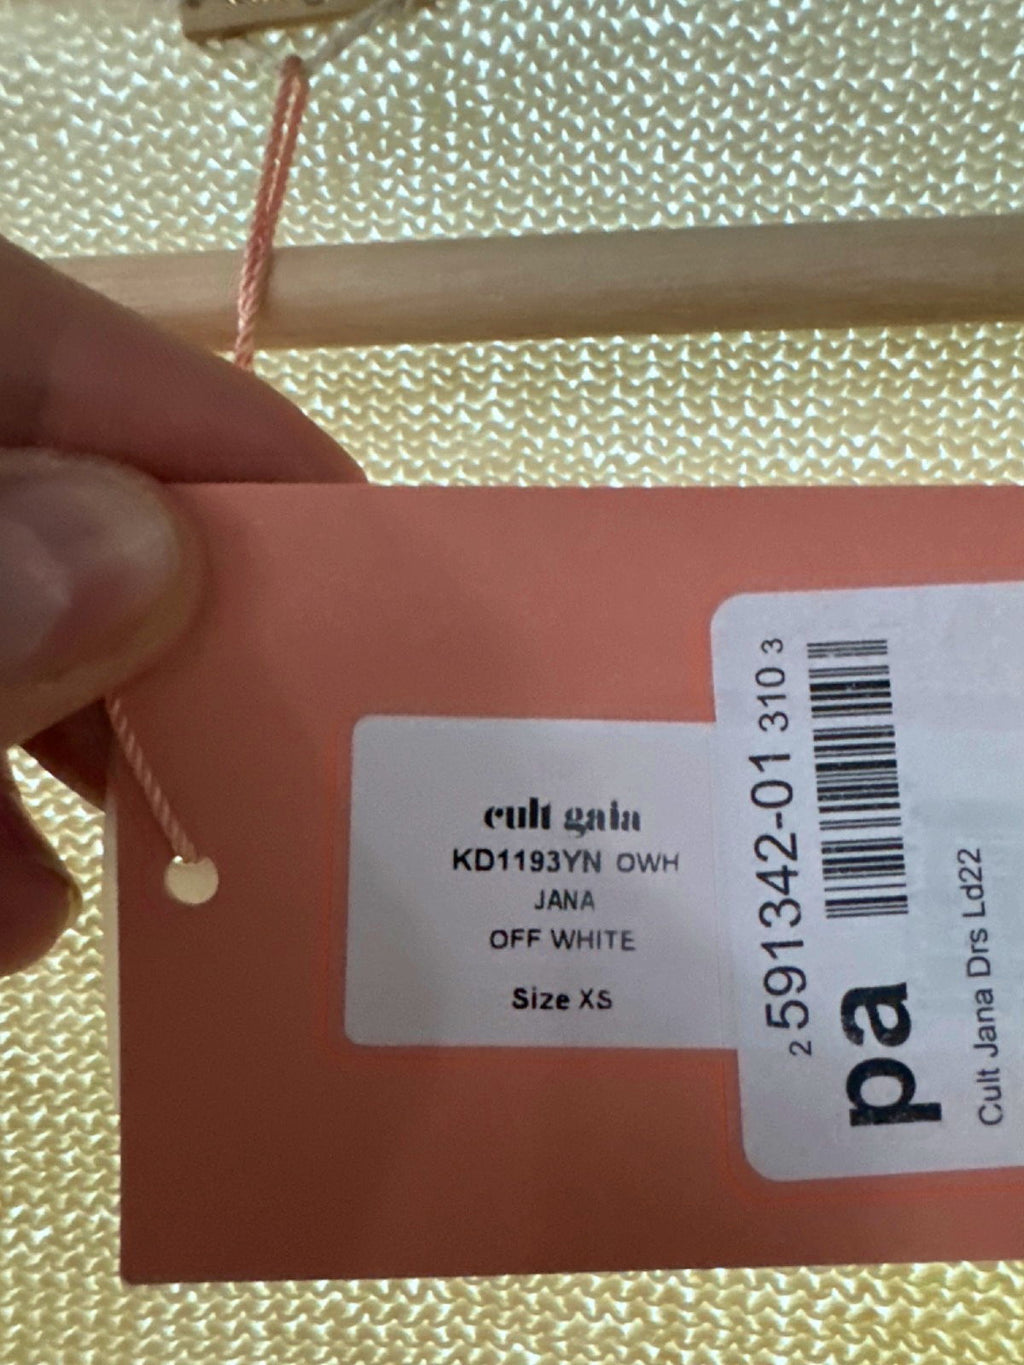 cult gaia
KD1193YN OWH
JANA
OFF WHITE
Size XS
2 591342-01 310 3
pa
Cult Jana Drs Ld22